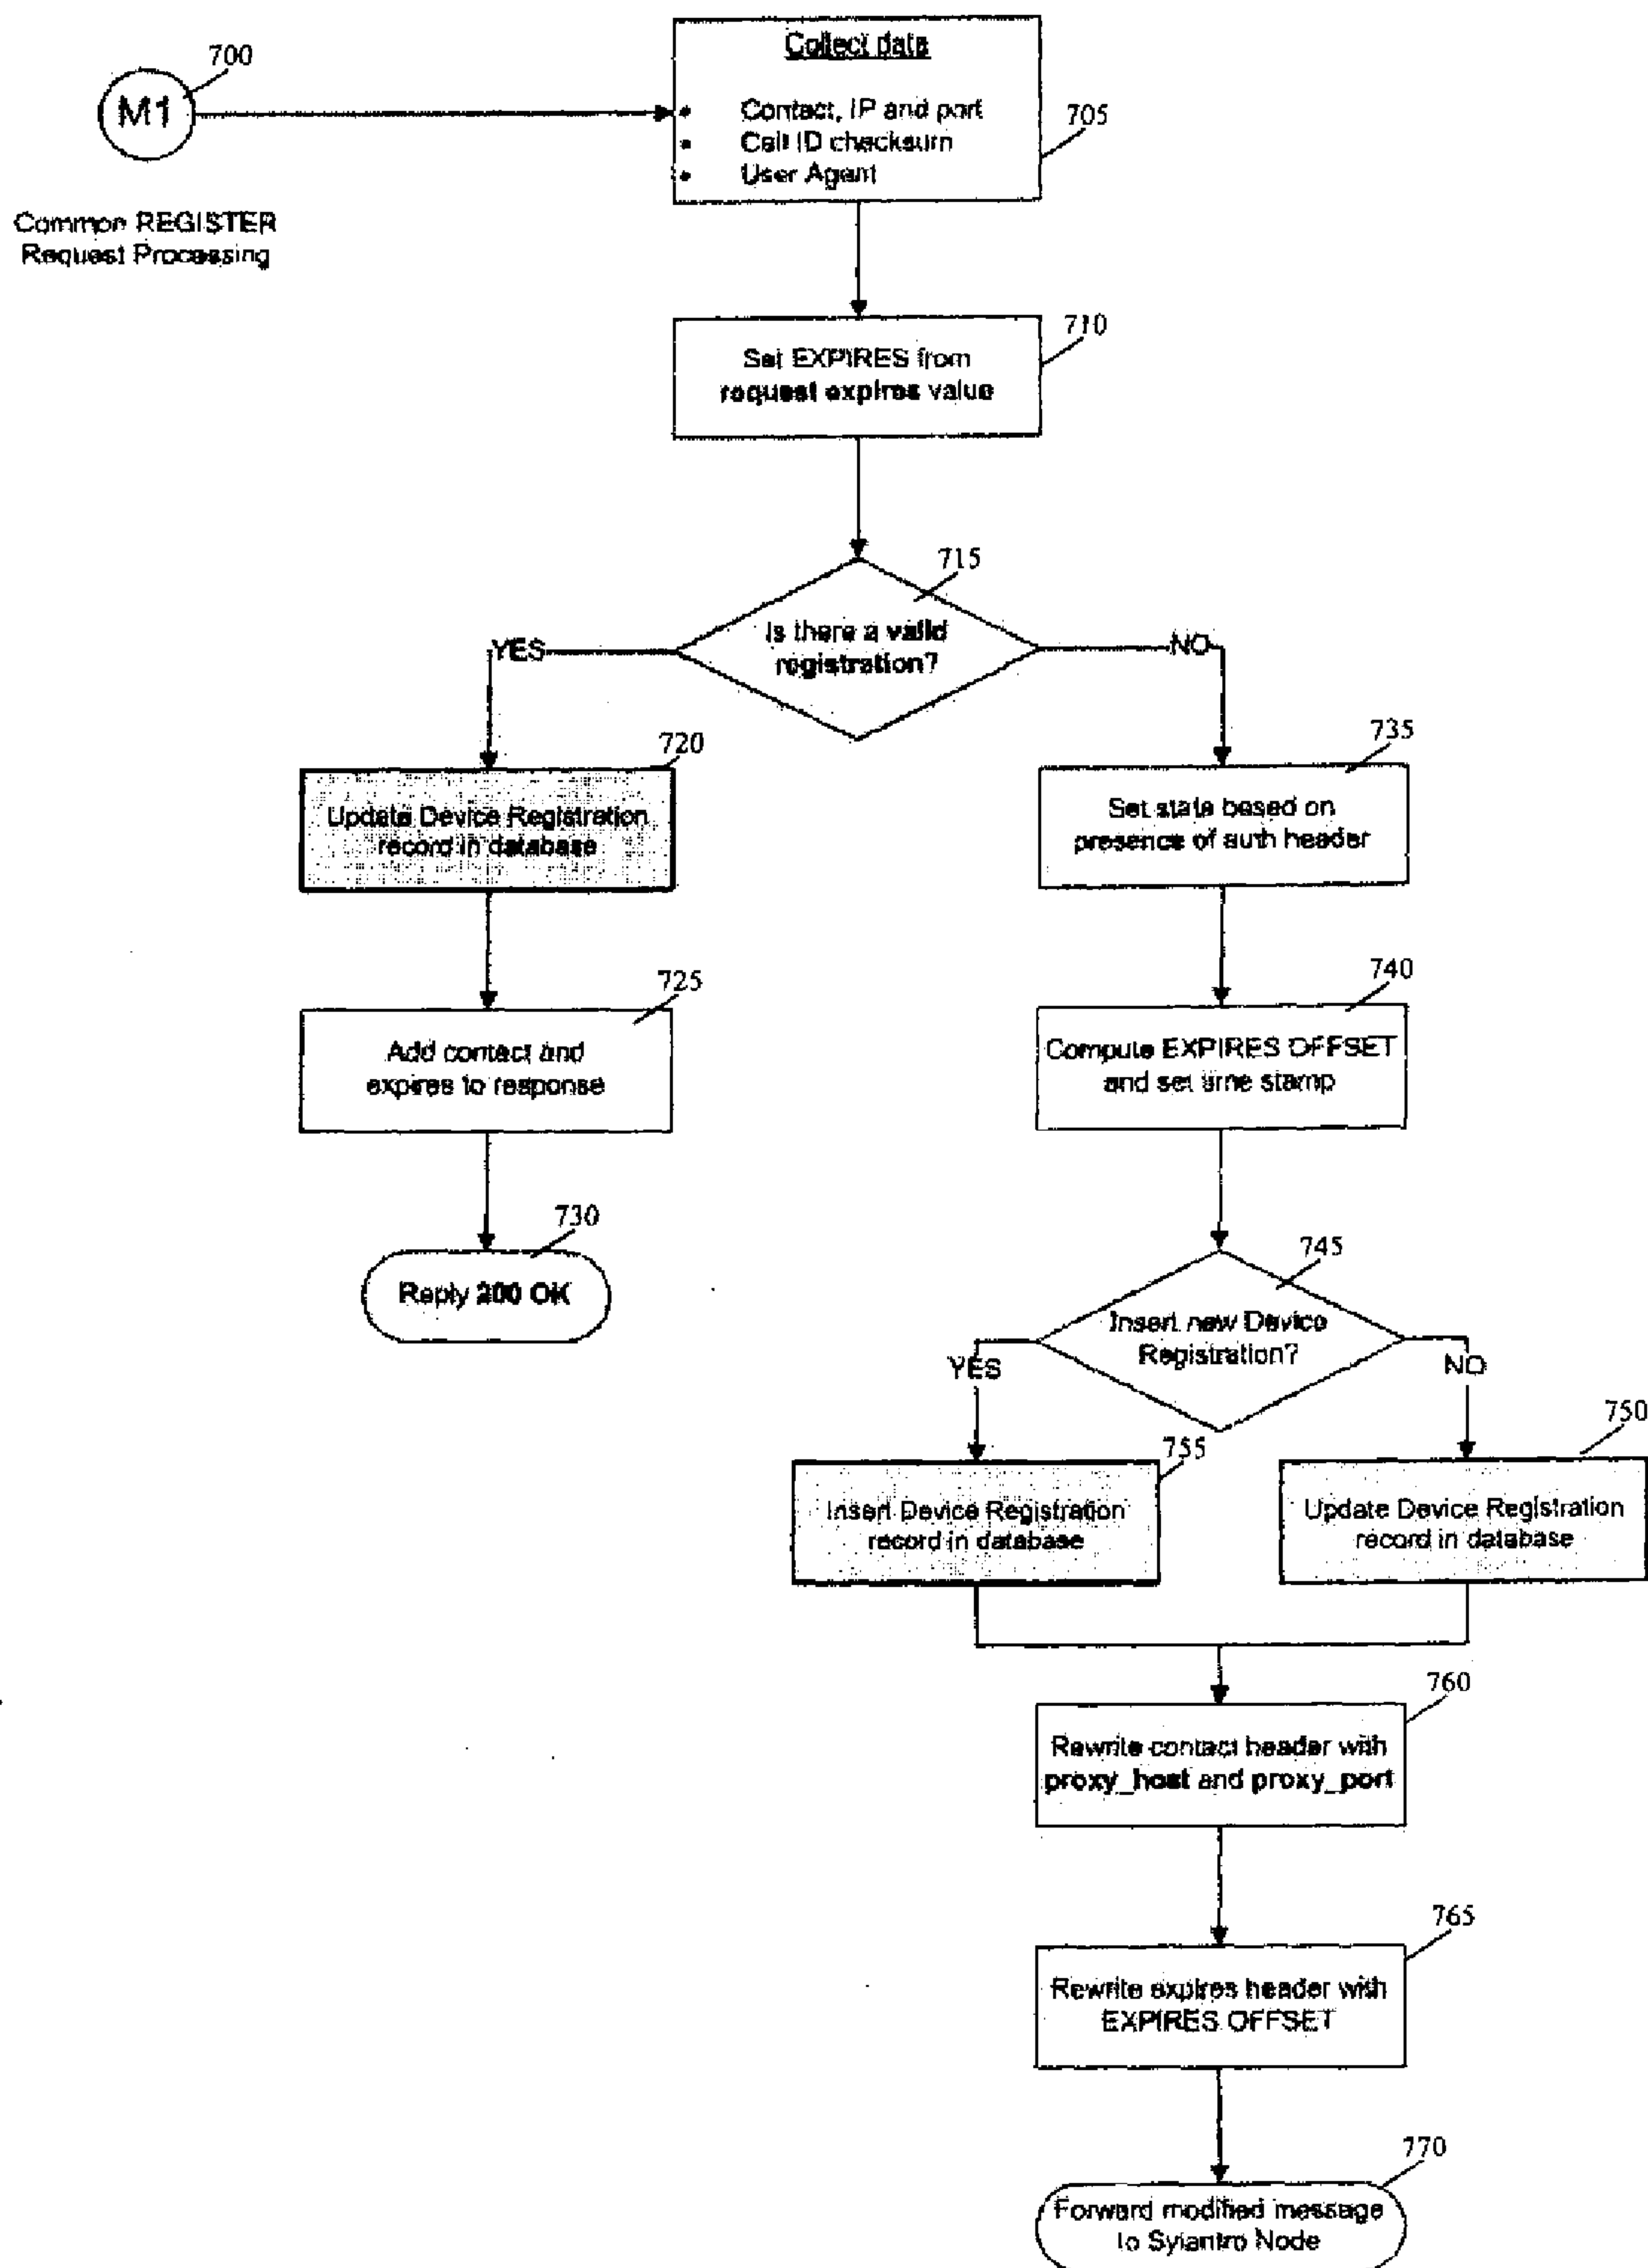 700
M1
Common REGISTER
Request Processing
Collect data
• Contact, IP and port
• Call ID checksum
• User Agent
705
710
Set EXPIRES from
request expires value
715
Is there a valid
registration?
YES
NO
720
Update Device Registration
record in database
725
Add contact and
expires to response
730
Reply 200 OK
735
Set state based on
presence of auth header
740
Compute EXPIRES OFFSET
and set time stamp
745
Insert new Device
Registration?
YES
NO
755
Insert Device Registration
record in database
750
Update Device Registration
record in database
760
Rewrite contact header with
proxy_host and proxy_port
765
Rewrite expires header with
EXPIRES OFFSET
770
Forward modified message
to Sylantro Node